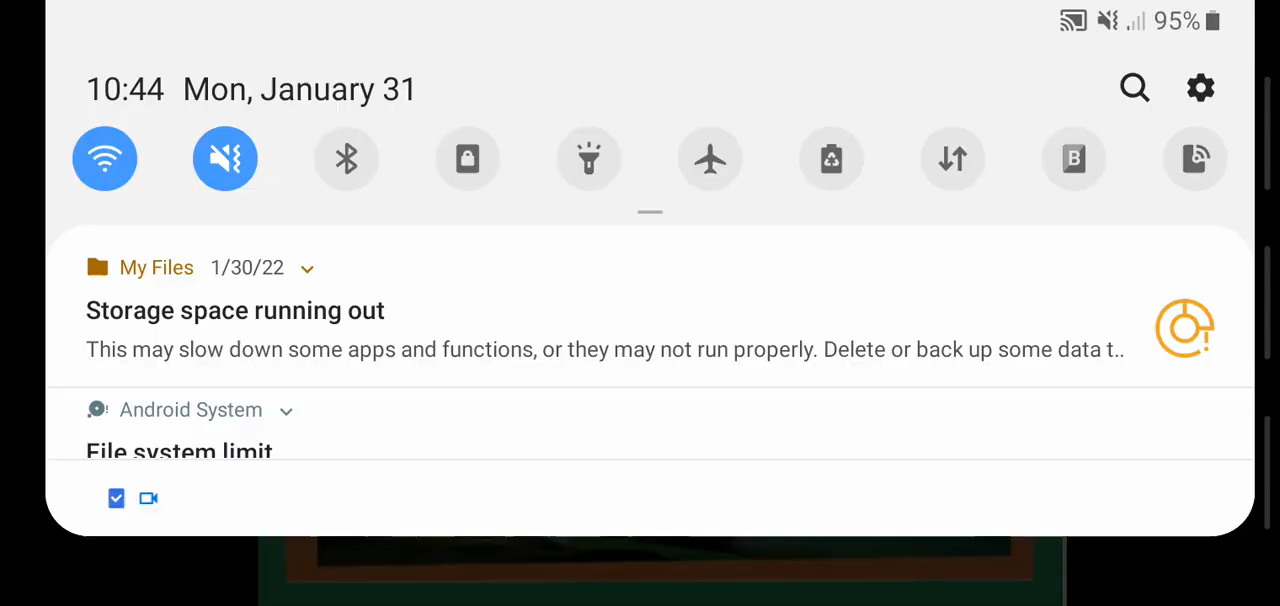 95%
10:44 Mon, January 31
B
My Files 1/30/22
Storage space running out
This may slow down some apps and functions, or they may not run properly. Delete or back up some data t..
Android System
File system limit